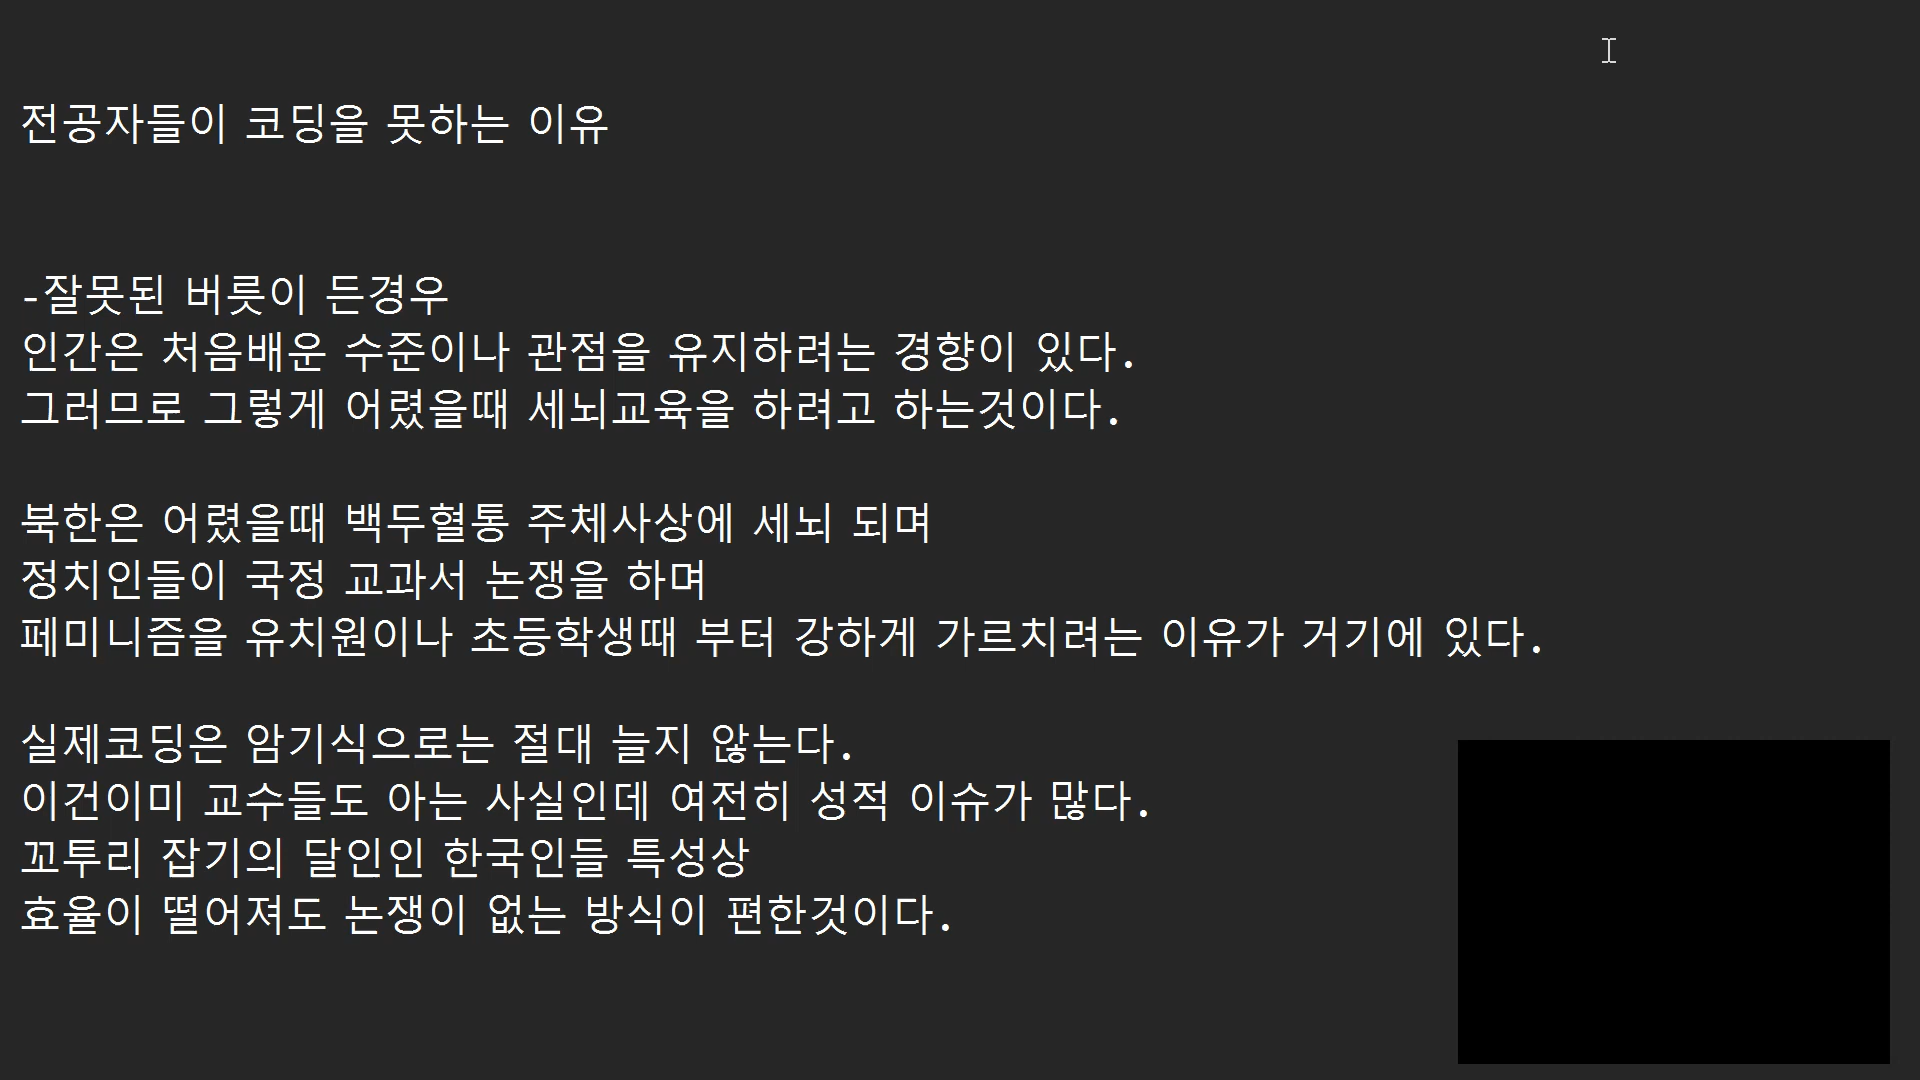 전공자들이 코딩을 못하는 이유
-잘못된 버릇이 든경우
인간은 처음배운 수준이나 관점을 유지하려는 경향이 있다.
그러므로 그렇게 어렸을때 세뇌교육을 하려고 하는것이다.
북한은 어렸을때 백두혈통 주체사상에 세뇌 되며
정치인들이 국정 교과서 논쟁을 하며
페미니즘을 유치원이나 초등학생때 부터 강하게 가르치려는 이유가 거기에 있다.
실제코딩은 암기식으로는 절대 늘지 않는다.
이건이미 교수들도 아는 사실인데 여전히 성적 이슈가 많다.
꼬투리 잡기의 달인인 한국인들 특성상
효율이 떨어져도 논쟁이 없는 방식이 편한것이다.